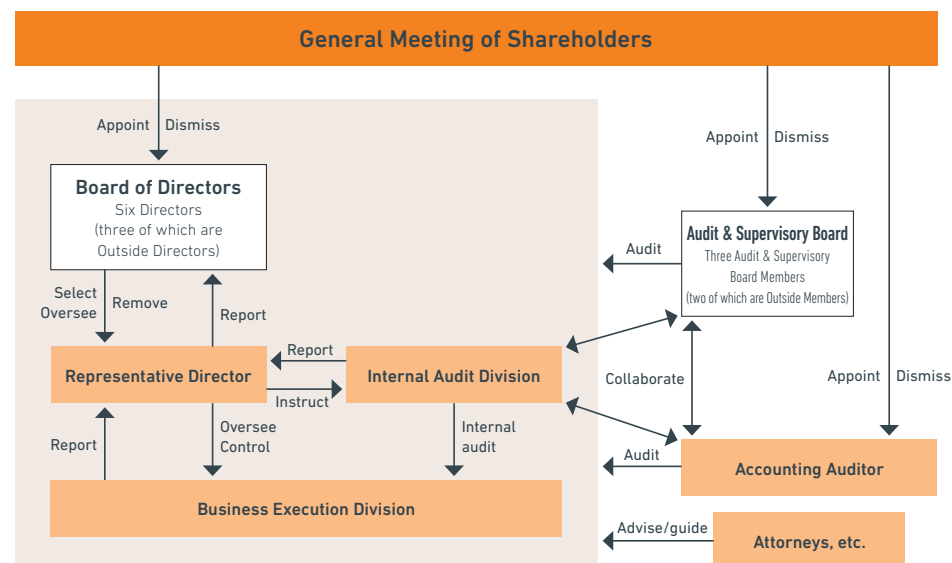 General Meeting of Shareholders
Appoint Dismiss
Appoint Dismiss
Board of Directors
Six Directors
(three of which are
Outside Directors)
Audit & Supervisory Board
Three Audit & Supervisory
Board Members
(two of which are Outside Members)
Audit
Select
Oversee
Remove
Report
Report
Representative Director
Internal Audit Division
Instruct
Collaborate
Appoint Dismiss
Report
Oversee
Control
Internal
audit
Audit
Accounting Auditor
Business Execution Division
Advise/guide
Attorneys, etc.